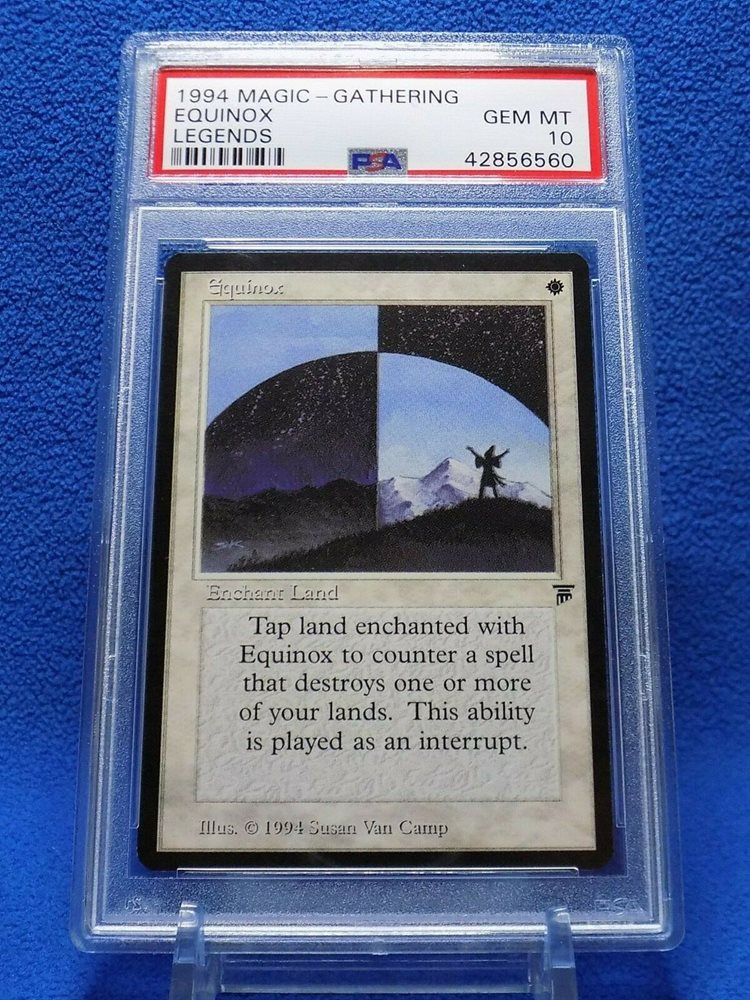 1994 MAGIC - GATHERING
EQUINOX
GEM MT
LEGENDS
10
PSA
42856560
Equinox
SVK
Enchant Land
Tap land enchanted with
Equinox to counter a spell
that destroys one or more
of your lands. This ability
is played as an interrupt.
Illus. © 1994 Susan Van Camp
PSA